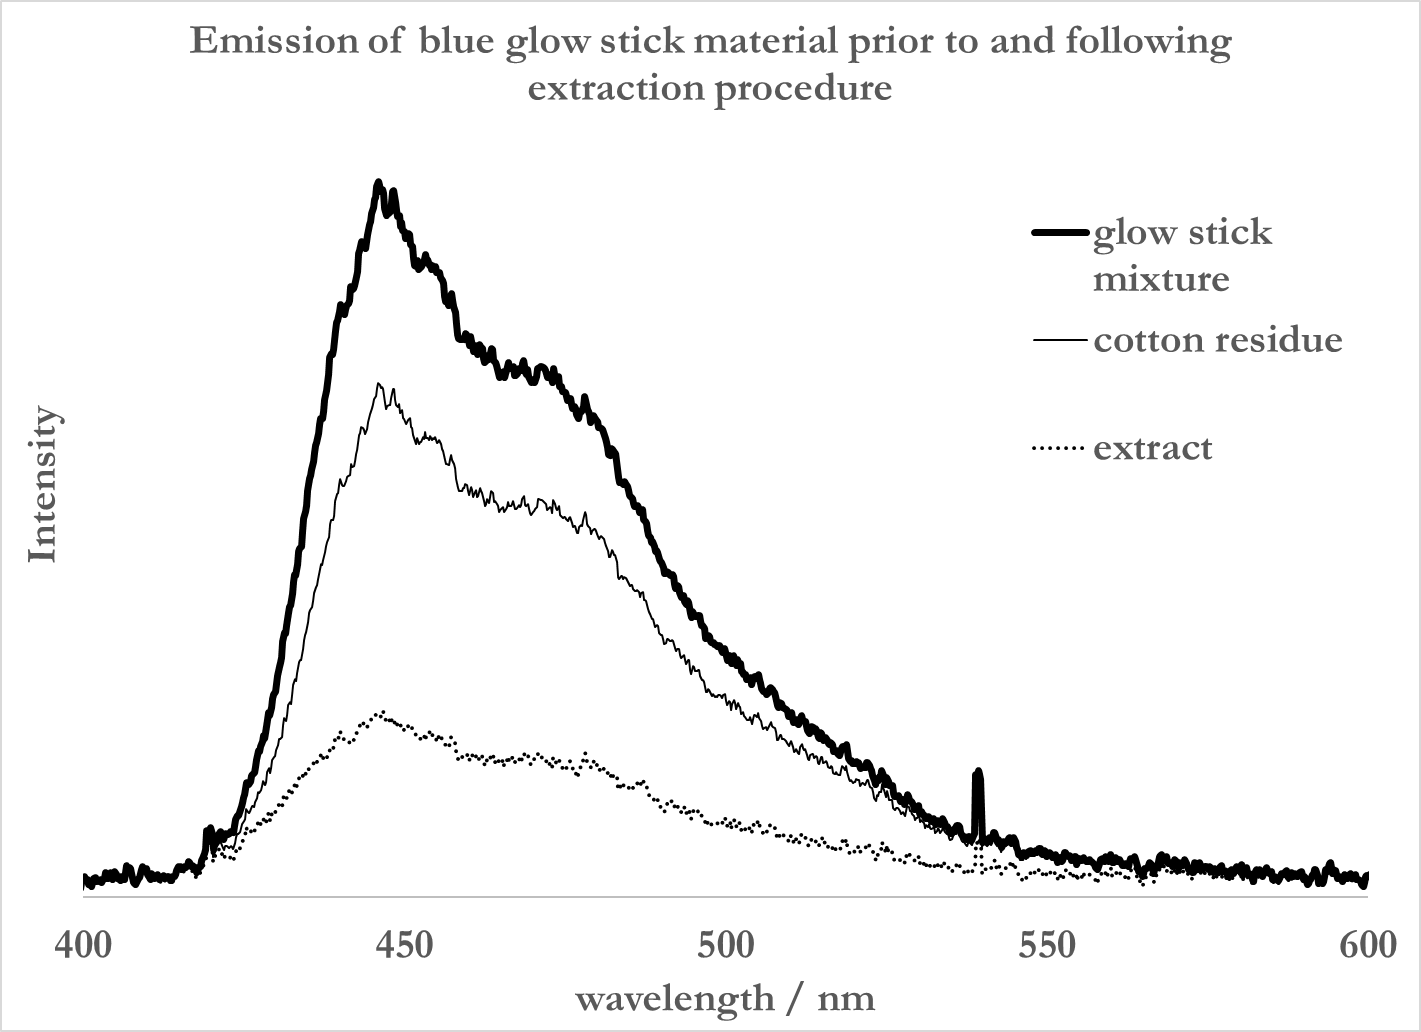 Emission of blue glow stick material prior to and following
extraction procedure
glow stick
mixture
cotton residue
extract
Intensity
400 450 500 550 600
wavelength / nm